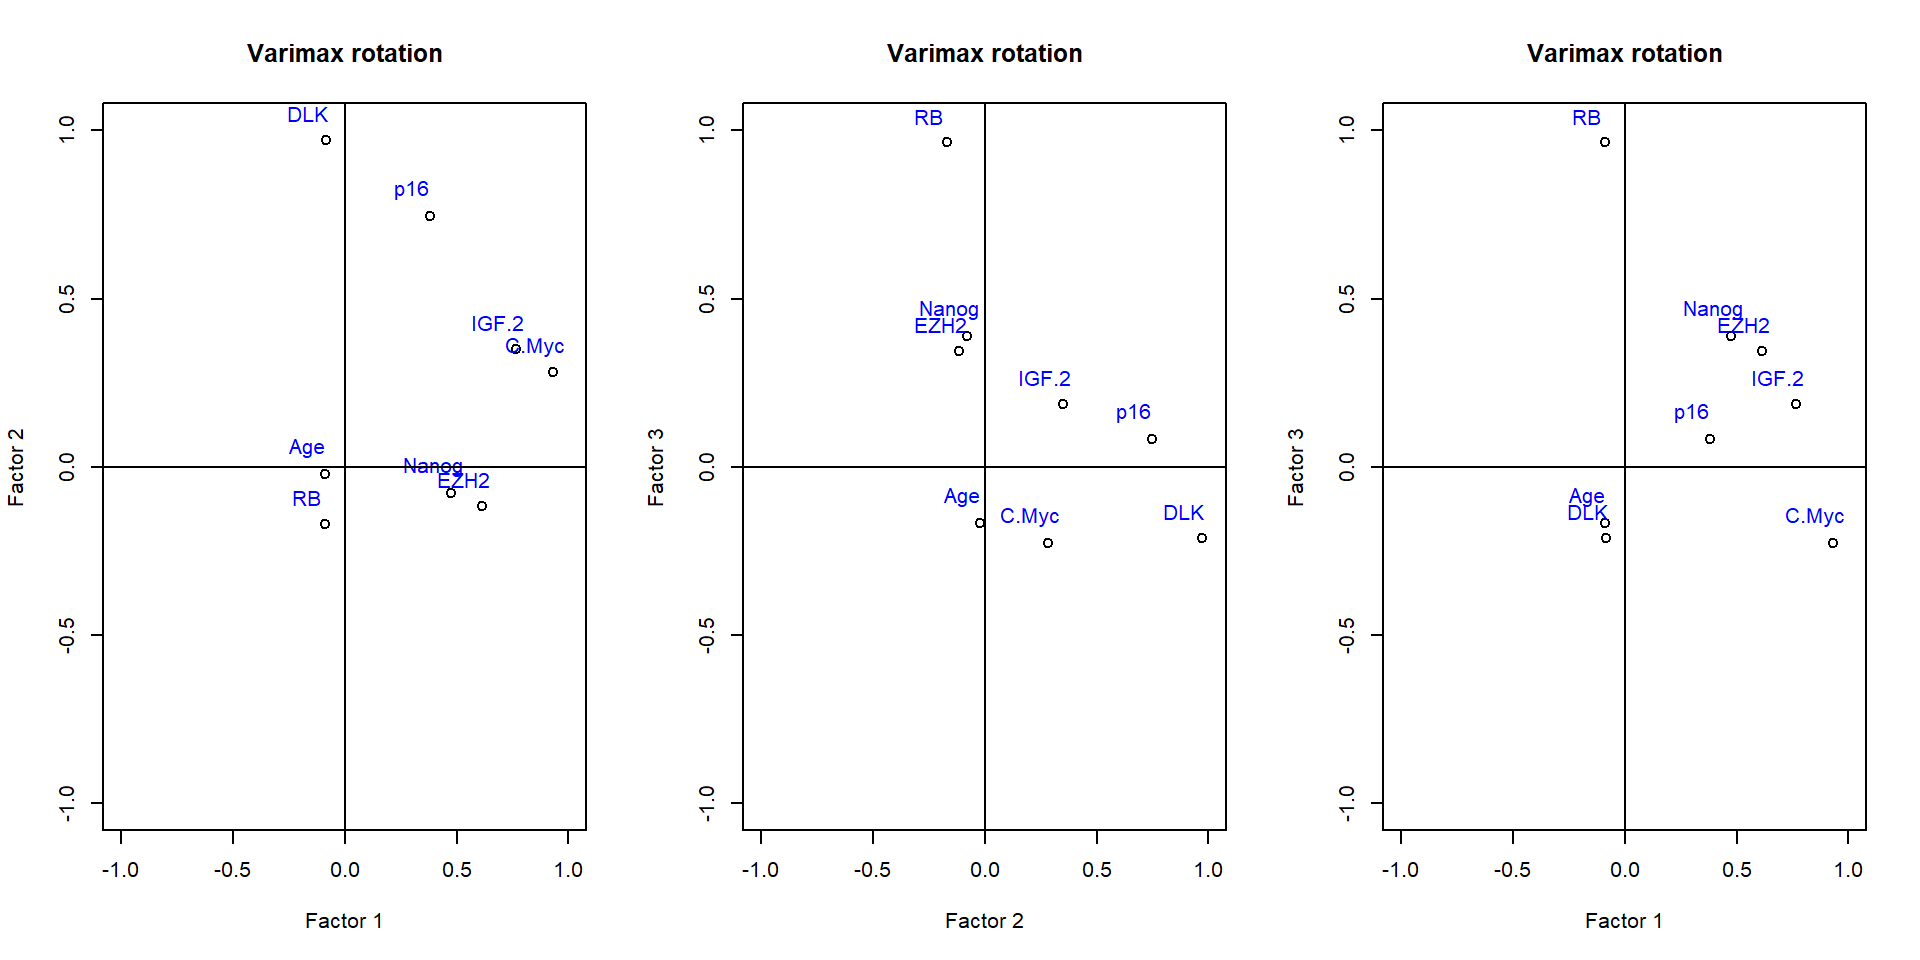 Varimax rotation
Factor 2
1.0
0.5
0.0
-0.5
-1.0
DLK
p16
IGF.2
C.Myc
Age
Nanog
EZH2
RB
-1.0 -0.5 0.0 0.5 1.0
Factor 1
Varimax rotation
Factor 3
1.0
0.5
0.0
-0.5
-1.0
RB
Nanog
EZH2
IGF.2
p16
Age
C.Myc
DLK
-1.0 -0.5 0.0 0.5 1.0
Factor 2
Varimax rotation
Factor 3
1.0
0.5
0.0
-0.5
-1.0
RB
Nanog
EZH2
IGF.2
p16
Age
DLK
C.Myc
-1.0 -0.5 0.0 0.5 1.0
Factor 1